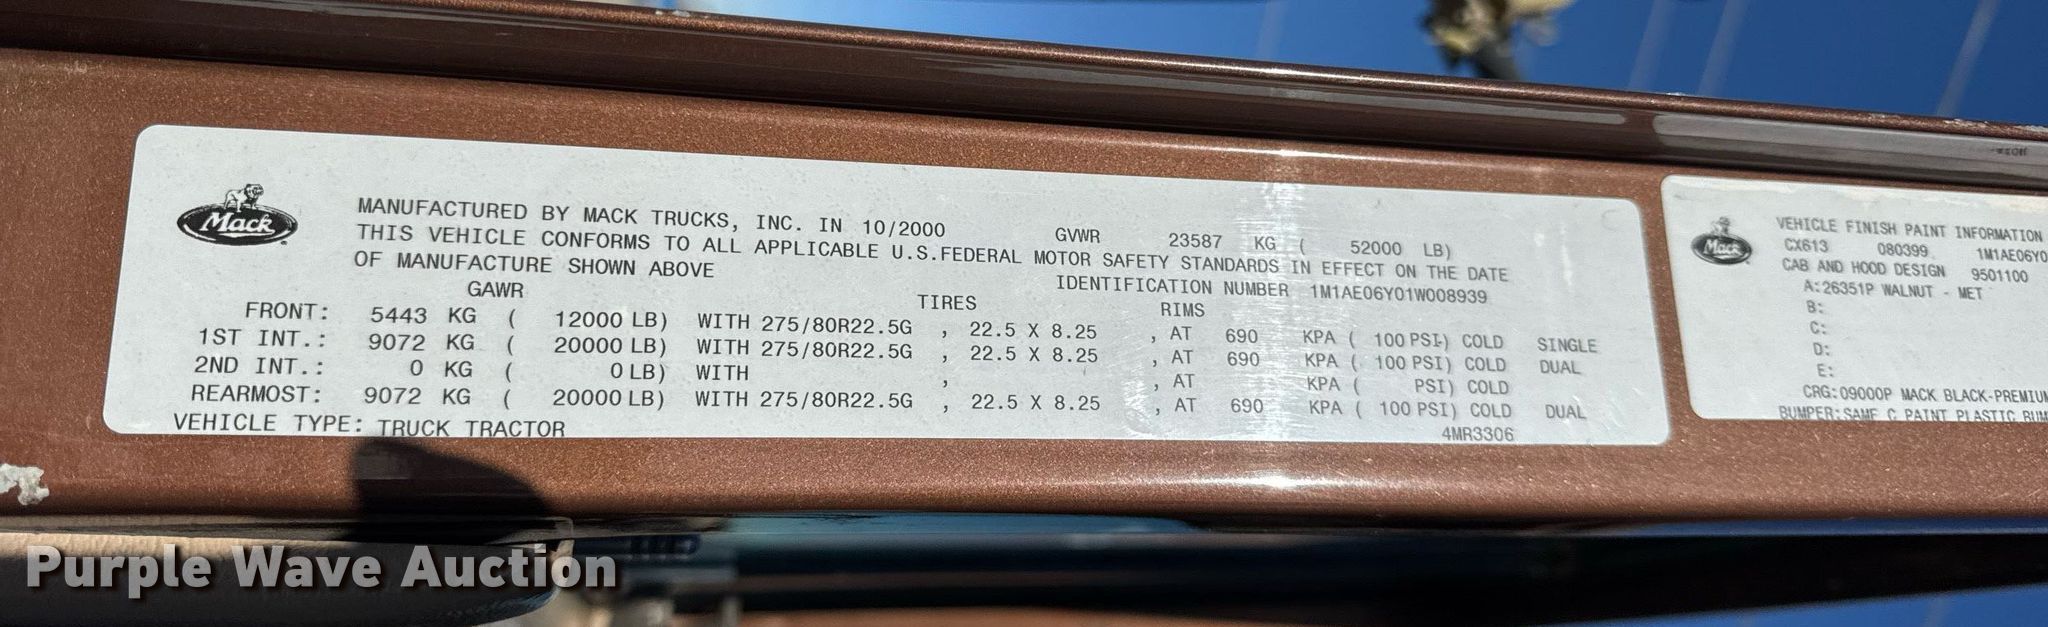 Mack
MANUFACTURED BY MACK TRUCKS, INC. IN 10/2000 GVWR 23587 KG ( 52000 LB)
THIS VEHICLE CONFORMS TO ALL APPLICABLE U.S.FEDERAL MOTOR SAFETY STANDARDS IN EFFECT ON THE DATE
OF MANUFACTURE SHOWN ABOVE IDENTIFICATION NUMBER 1M1AE06Y01W008939
GAWR TIRES RIMS
FRONT: 5443 KG ( 12000 LB) WITH 275/80R22.5G , 22.5 X 8.25 , AT 690 KPA ( 100 PSI) COLD SINGLE
1ST INT.: 9072 KG ( 20000 LB) WITH 275/80R22.5G , 22.5 X 8.25 , AT 690 KPA ( 100 PSI) COLD DUAL
2ND INT.: 0 KG ( 0 LB) WITH , , AT KPA ( PSI) COLD
REARMOST: 9072 KG ( 20000 LB) WITH 275/80R22.5G , 22.5 X 8.25 , AT 690 KPA ( 100 PSI) COLD DUAL
VEHICLE TYPE: TRUCK TRACTOR 4MR3306
Mack
VEHICLE FINISH PAINT INFORMATION
CX613 080399 1M1AE06Y0
CAB AND HOOD DESIGN 9501100
A:26351P WALNUT - MET
B:
C:
D:
E:
CRG:09000P MACK BLACK-PREMIUM
BUMPER:SAME C PAINT PLASTIC BUM
Purple Wave Auction